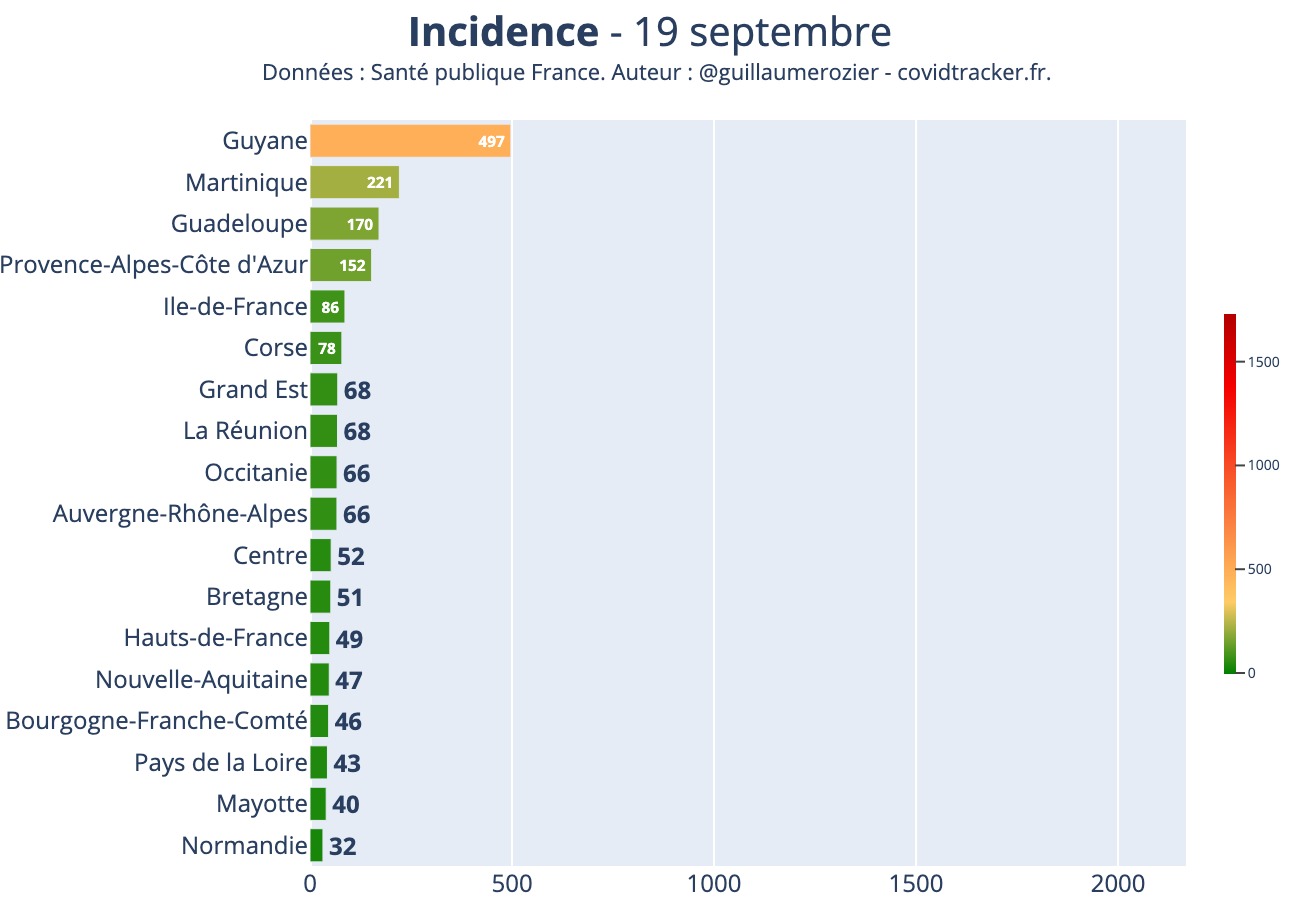 Incidence - 19 septembre
Données : Santé publique France. Auteur : @guillaumerozier - covidtracker.fr.
Guyane 497
Martinique 221
Guadeloupe 170
Provence-Alpes-Côte d'Azur 152
Ile-de-France 86
Corse 78
Grand Est 68
La Réunion 68
Occitanie 66
Auvergne-Rhône-Alpes 66
Centre 52
Bretagne 51
Hauts-de-France 49
Nouvelle-Aquitaine 47
Bourgogne-Franche-Comté 46
Pays de la Loire 43
Mayotte 40
Normandie 32
0 500 1000 1500 2000
1500
1000
500
0